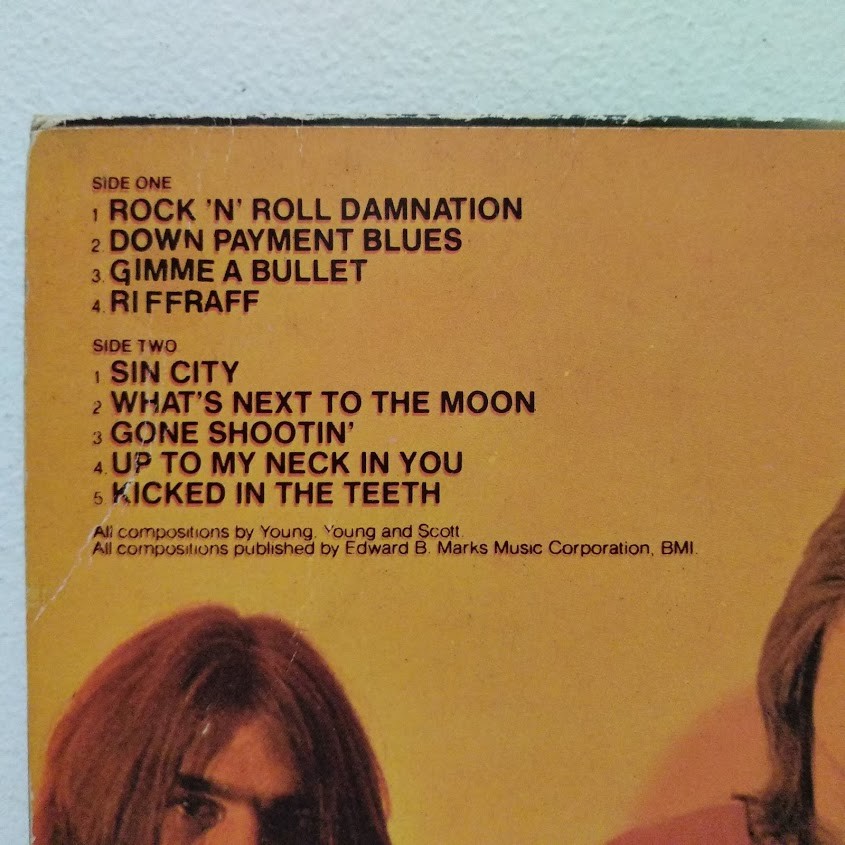 SIDE ONE
1 ROCK 'N' ROLL DAMNATION
2. DOWN PAYMENT BLUES
3. GIMME A BULLET
4. RIFFRAFF
SIDE TWO
1 SIN CITY
2 WHAT'S NEXT TO THE MOON
3 GONE SHOOTIN'
4. UP TO MY NECK IN YOU
5. KICKED IN THE TEETH
All compositions by Young, Young and Scott.
All compositions published by Edward B. Marks Music Corporation, BMI.